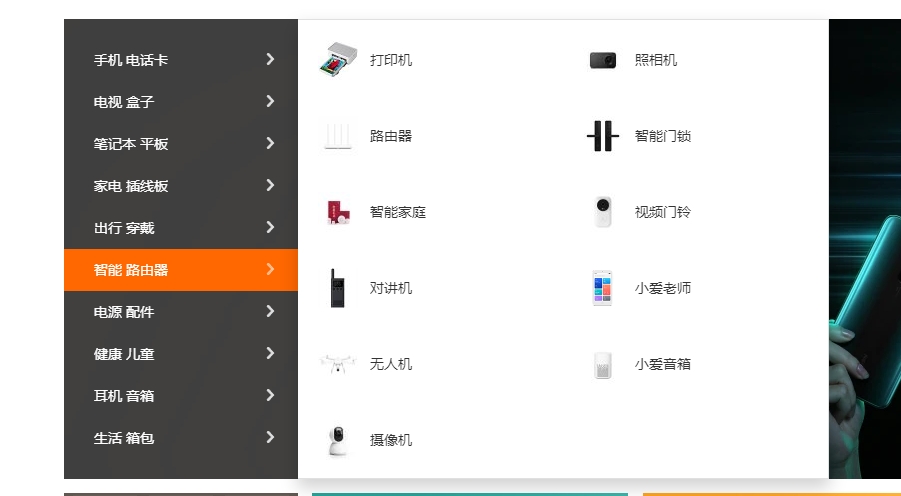 手机 电话卡
电视 盒子
笔记本 平板
家电 插线板
出行 穿戴
智能 路由器
电源 配件
健康 儿童
耳机 音箱
生活 箱包
打印机
照相机
路由器
智能门锁
智能家庭
视频门铃
对讲机
小爱老师
无人机
小爱音箱
摄像机